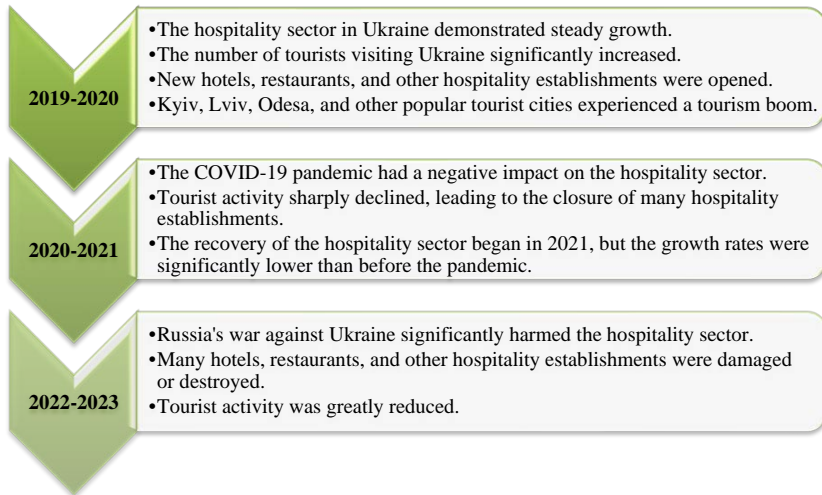 2019-2020
•The hospitality sector in Ukraine demonstrated steady growth.
•The number of tourists visiting Ukraine significantly increased.
•New hotels, restaurants, and other hospitality establishments were opened.
•Kyiv, Lviv, Odesa, and other popular tourist cities experienced a tourism boom.
2020-2021
•The COVID-19 pandemic had a negative impact on the hospitality sector.
•Tourist activity sharply declined, leading to the closure of many hospitality
establishments.
•The recovery of the hospitality sector began in 2021, but the growth rates were
significantly lower than before the pandemic.
2022-2023
•Russia's war against Ukraine significantly harmed the hospitality sector.
•Many hotels, restaurants, and other hospitality establishments were damaged
or destroyed.
•Tourist activity was greatly reduced.